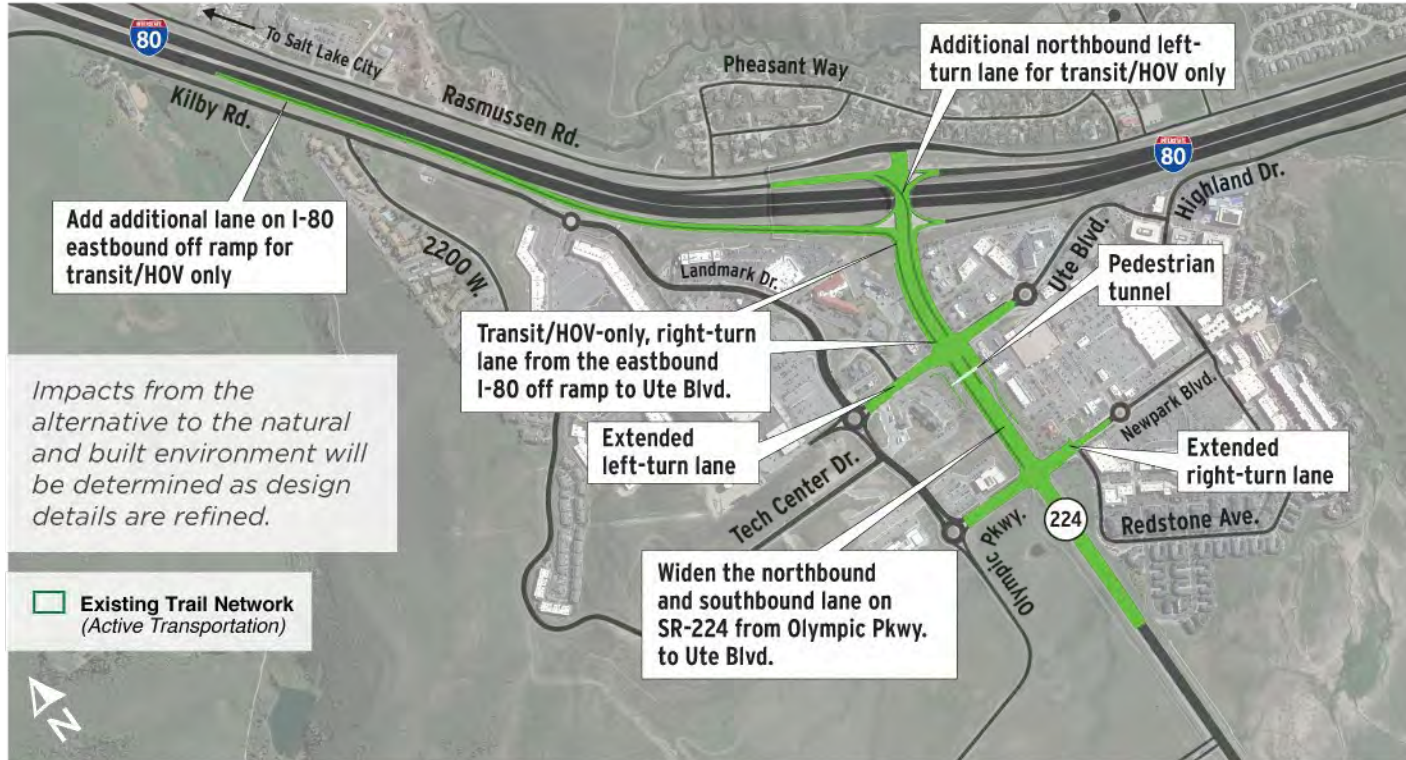 INTERSTATE
80
To Salt Lake City
Kilby Rd.
Rasmussen Rd.
Pheasant Way
Additional northbound left-
turn lane for transit/HOV only
INTERSTATE
80
Highland Dr.
Add additional lane on I-80
eastbound off ramp for
transit/HOV only
2200 W.
Landmark Dr.
Ute Blvd.
Pedestrian
tunnel
Transit/HOV-only, right-turn
lane from the eastbound
I-80 off ramp to Ute Blvd.
Impacts from the
alternative to the natural
and built environment will
be determined as design
details are refined.
Extended
left-turn lane
Newpark Blvd.
Extended
right-turn lane
Tech Center Dr.
Olympic Pkwy.
224
Redstone Ave.
Widen the northbound
and southbound lane on
SR-224 from Olympic Pkwy.
to Ute Blvd.
Existing Trail Network
(Active Transportation)
N